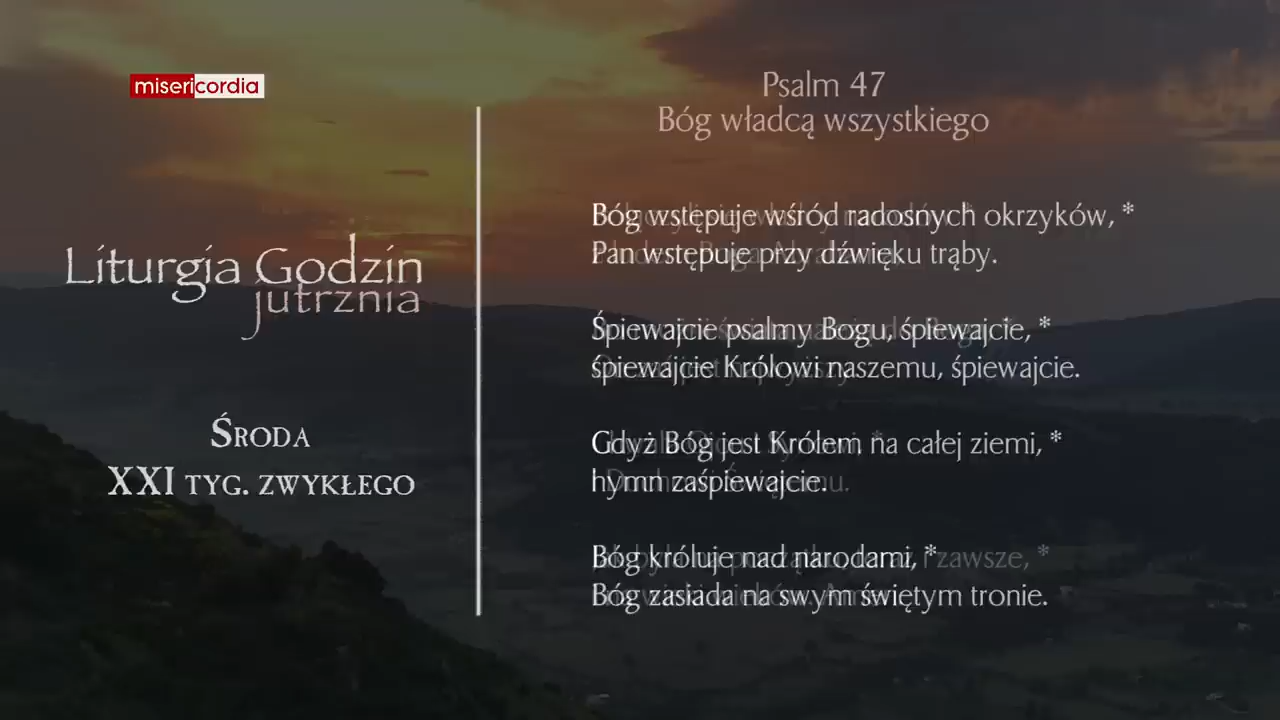 misericordia
Liturgia Godzin
jutrznia
Środa
XXI tyg. zwykłego
Psalm 47
Bóg władcą wszystkiego
Bóg wstępuje wśród radosnych okrzyków, *
Pan wstępuje przy dźwięku trąby.
Śpiewajcie psalmy Bogu, śpiewajcie, *
śpiewajcie Królowi naszemu, śpiewajcie.
Gdyż Bóg jest Królem na całej ziemi, *
hymn zaśpiewajcie.
Bóg króluje nad narodami, *
Bóg zasiada na swym świętym tronie.